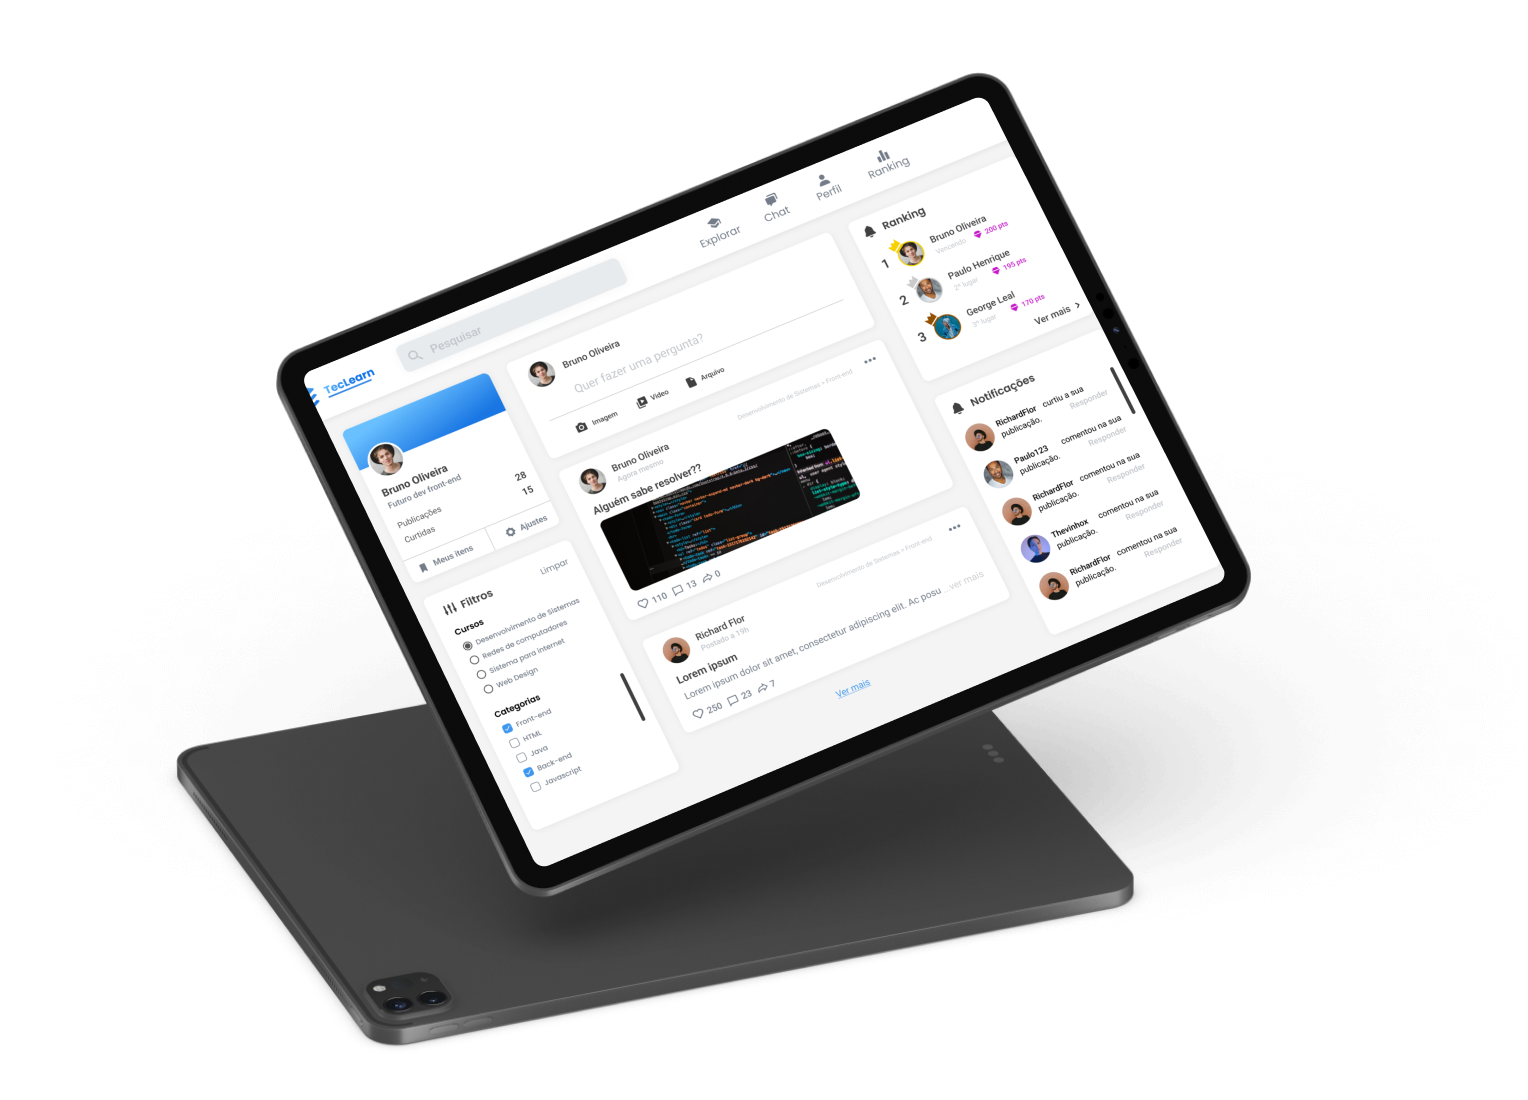 TecLearn
Pesquisar
Explorar
Chat
Perfil
Ranking
Bruno Oliveira
Futuro dev front-end
Publicações 28
Curtidas 15
Meus itens
Ajustes
Filtros
Limpar
Cursos
Desenvolvimento de Sistemas
Redes de computadores
Sistema para internet
Web Design
Categorias
Front-end
HTML
Java
Back-end
Javascript
Bruno Oliveira
Quer fazer uma pergunta?
Imagem
Video
Arquivo
Bruno Oliveira
Agora mesmo
Desenvolvimento de Sistemas > Front-end
Alguém sabe resolver??
110
13
0
Richard Flor
Postado a 19h
Desenvolvimento de Sistemas > Front-end
Lorem ipsum
Lorem ipsum dolor sit amet, consectetur adipiscing elit. Ac posu ...ver mais
250
23
7
Ver mais
Ranking
1
Bruno Oliveira
Vencendo
200 pts
2
Paulo Henrique
2º lugar
195 pts
3
George Leal
3º lugar
170 pts
Ver mais
Notificações
RichardFlor curtiu a sua
publicação.
Responder
Paulo123 comentou na sua
publicação.
Responder
RichardFlor comentou na sua
publicação.
Responder
Thevinhox comentou na sua
publicação.
Responder
RichardFlor comentou na sua
publicação.
Responder